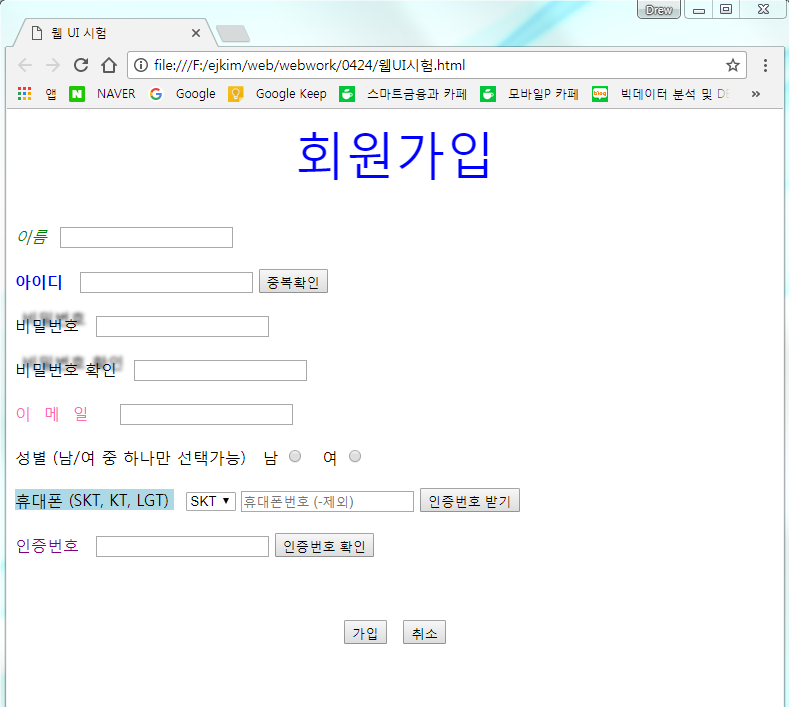 Drew
웹 UI 시험
file:///F:/ejkim/web/webwork/0424/웹UI시험.html
앱 NAVER Google Google Keep 스마트금융과 카페 모바일P 카페 blog 빅데이터 분석 및 »
회원가입
이름
아이디 중복확인
비밀번호
비밀번호 확인
이 메 일
성별 (남/여 중 하나만 선택가능) 남 여
휴대폰 (SKT, KT, LGT) SKT 휴대폰번호 (-제외) 인증번호 받기
인증번호 인증번호 확인
가입 취소